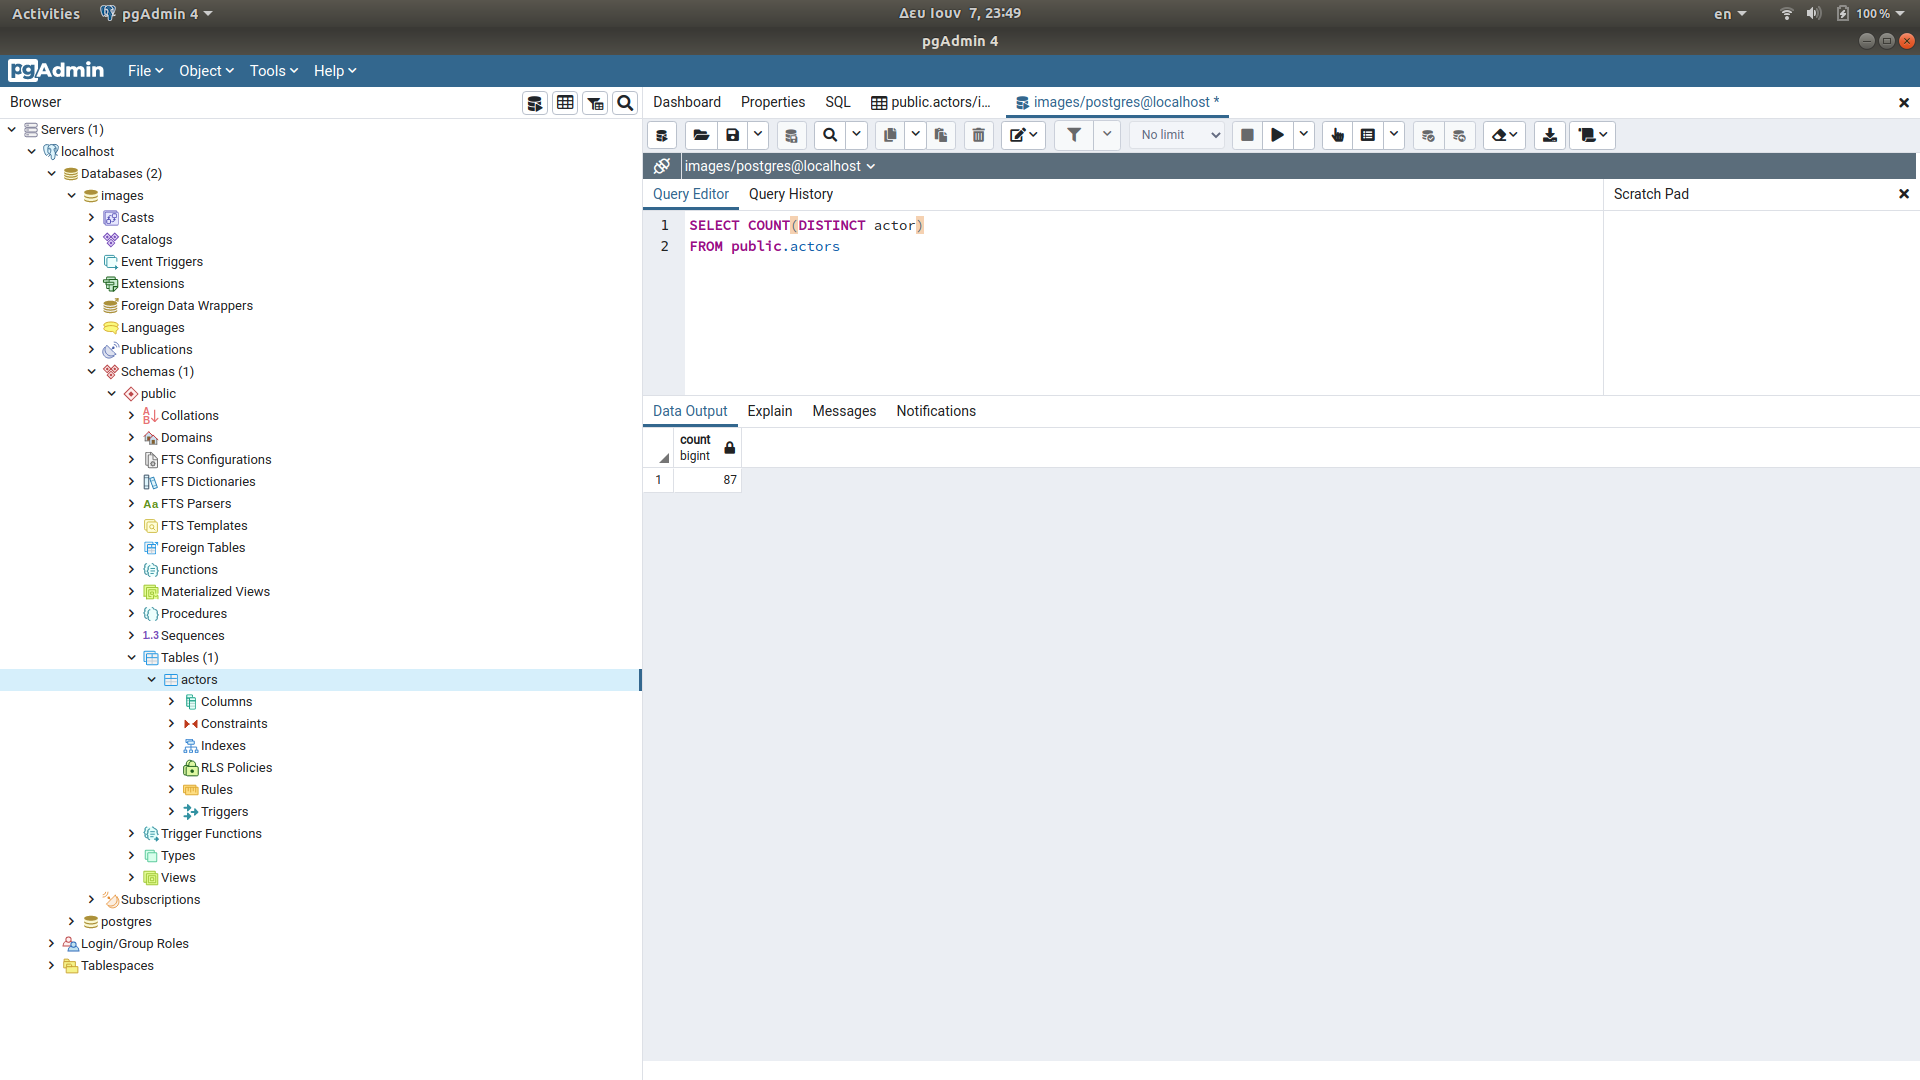 Activities pgAdmin 4 Δευ Ιουν 7, 23:49 en 100 %
pgAdmin 4
pgAdmin File Object Tools Help
Browser
Dashboard Properties SQL public.actors/i... images/postgres@localhost *
No limit
images/postgres@localhost
Query Editor Query History Scratch Pad
1 SELECT COUNT(DISTINCT actor)
2 FROM public.actors
Data Output Explain Messages Notifications
count
bigint
1 87
Servers (1)
localhost
Databases (2)
images
Casts
Catalogs
Event Triggers
Extensions
Foreign Data Wrappers
Languages
Publications
Schemas (1)
public
Collations
Domains
FTS Configurations
FTS Dictionaries
Aa FTS Parsers
FTS Templates
Foreign Tables
Functions
Materialized Views
Procedures
1..3 Sequences
Tables (1)
actors
Columns
Constraints
Indexes
RLS Policies
Rules
Triggers
Trigger Functions
Types
Views
Subscriptions
postgres
Login/Group Roles
Tablespaces